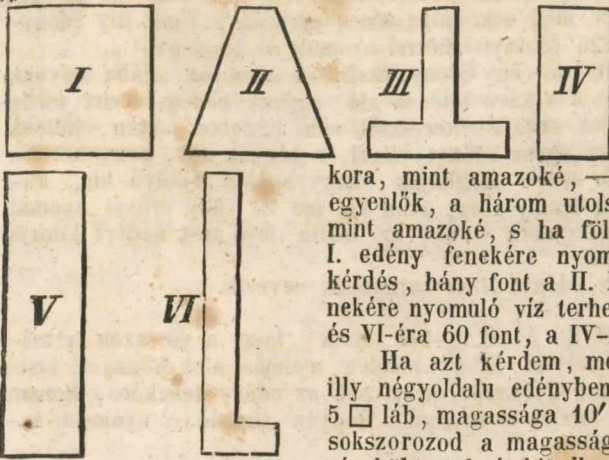 I II III IV
V VI
kora, mint amazoké, —
egyenlők, a három utols
mint amazoké, s ha föl
I. edény fenekére nyom
kérdés, hány font a II.
nekére nyomuló víz terhe
és VI-éra 60 font, a IV-
Ha azt kérdem, me
illy négyoldalu edényben
5 □ láb, magassága 10′
sokszorozod a magasság